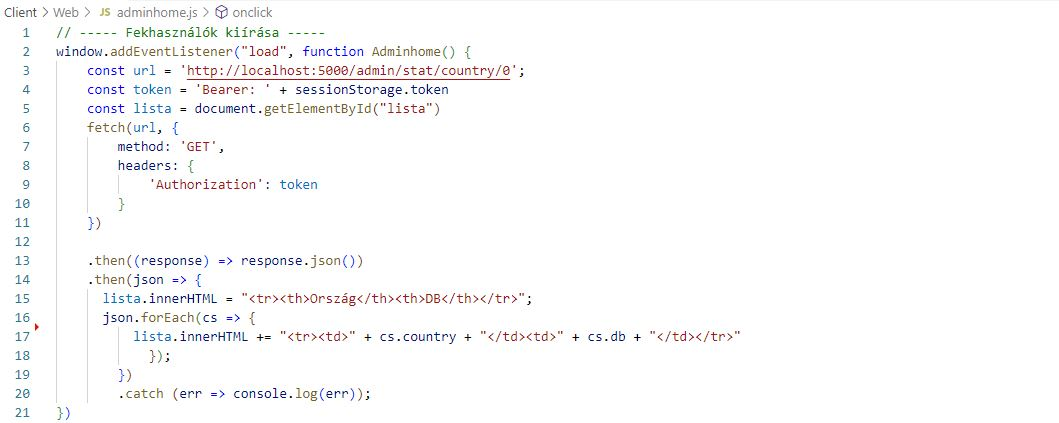 Client > Web > JS adminhome.js > onclick
1 // ----- Fekhasználók kiírása -----
2 window.addEventListener("load", function Adminhome() {
3     const url = 'http://localhost:5000/admin/stat/country/0';
4     const token = 'Bearer: ' + sessionStorage.token
5     const lista = document.getElementById("lista")
6     fetch(url, {
7         method: 'GET',
8         headers: {
9             'Authorization': token
10         }
11     })
12
13     .then((response) => response.json())
14     .then(json => {
15       lista.innerHTML = "<tr><th>Ország</th><th>DB</th></tr>";
16       json.forEach(cs => {
17           lista.innerHTML += "<tr><td>" + cs.country + "</td><td>" + cs.db + "</td></tr>"
18             });
19         })
20         .catch (err => console.log(err));
21 })